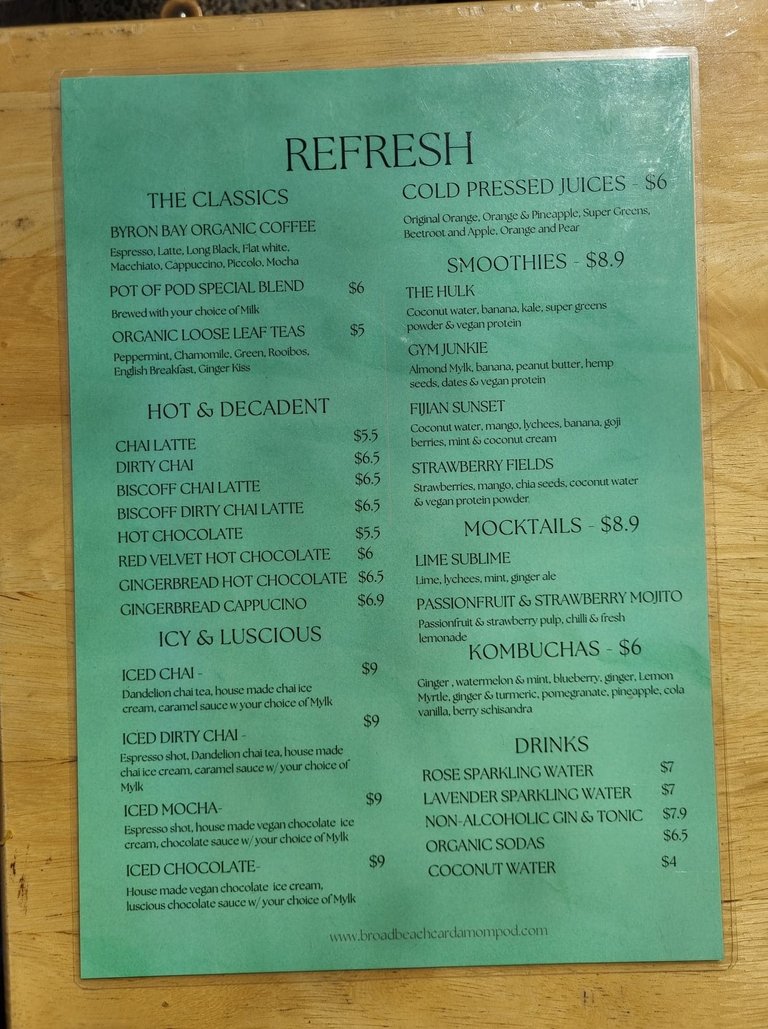 REFRESH
THE CLASSICS
BYRON BAY ORGANIC COFFEE
Espresso, Latte, Long Black, Flat white,
Macchiato, Cappuccino, Piccolo, Mocha
POT OF POD SPECIAL BLEND $6
Brewed with your choice of Milk
ORGANIC LOOSE LEAF TEAS $5
Peppermint, Chamomile, Green, Rooibos,
English Breakfast, Ginger Kiss
HOT & DECADENT
CHAI LATTE $5.5
DIRTY CHAI $6.5
BISCOFF CHAI LATTE $6.5
BISCOFF DIRTY CHAI LATTE $6.5
HOT CHOCOLATE $5.5
RED VELVET HOT CHOCOLATE $6
GINGERBREAD HOT CHOCOLATE $6.5
GINGERBREAD CAPPUCINO $6.9
ICY & LUSCIOUS
ICED CHAI - $9
Dandelion chai tea, house made chai ice
cream, caramel sauce w your choice of Mylk
ICED DIRTY CHAI - $9
Espresso shot, Dandelion chai tea, house made
chai ice cream, caramel sauce w/ your choice of
Mylk
ICED MOCHA- $9
Espresso shot, house made vegan chocolate ice
cream, chocolate sauce w/ your choice of Mylk
ICED CHOCOLATE- $9
House made vegan chocolate ice cream,
luscious chocolate sauce w/ your choice of Mylk
COLD PRESSED JUICES - $6
Original Orange, Orange & Pineapple, Super Greens,
Beetroot and Apple, Orange and Pear
SMOOTHIES - $8.9
THE HULK
Coconut water, banana, kale, super greens
powder & vegan protein
GYM JUNKIE
Almond Mylk, banana, peanut butter, hemp
seeds, dates & vegan protein
FIJIAN SUNSET
Coconut water, mango, lychees, banana, goji
berries, mint & coconut cream
STRAWBERRY FIELDS
Strawberries, mango, chia seeds, coconut water
& vegan protein powder
MOCKTAILS - $8.9
LIME SUBLIME
Lime, lychees, mint, ginger ale
PASSIONFRUIT & STRAWBERRY MOJITO
Passionfruit & strawberry pulp, chilli & fresh
lemonade
KOMBUCHAS - $6
Ginger , watermelon & mint, blueberry, ginger, Lemon
Myrtle, ginger & turmeric, pomegranate, pineapple, cola
vanilla, berry schisandra
DRINKS
ROSE SPARKLING WATER $7
LAVENDER SPARKLING WATER $7
NON-ALCOHOLIC GIN & TONIC $7.9
ORGANIC SODAS $6.5
COCONUT WATER $4
www.broadbeachcardamompod.com